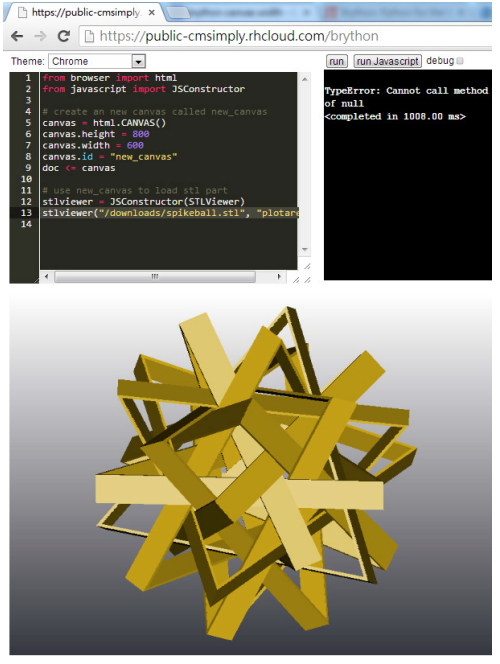 https://public-cmsimply.
https://public-cmsimply.rhcloud.com/brython
Theme: Chrome
run run Javascript debug
1 from browser import html
2 from javascript import JSConstructor
3
4 # create an new canvas called new_canvas
5 canvas = html.CANVAS()
6 canvas.height = 800
7 canvas.width = 600
8 canvas.id = "new_canvas"
9 doc <= canvas
10
11 # use new_canvas to load stl part
12 stlviewer = JSConstructor(STLViewer)
13 stlviewer("/downloads/spikeball.stl", "plotare
14
TypeError: Cannot call method
of null
<completed in 1008.00 ms>